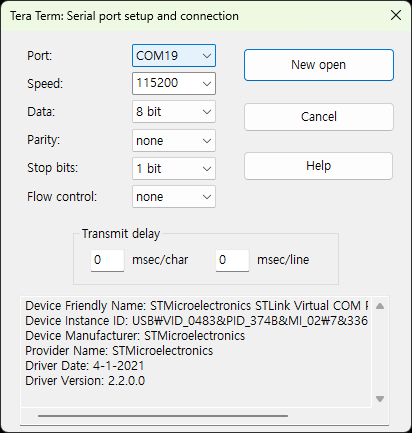 Tera Term: Serial port setup and connection
Port: COM19 New open
Speed: 115200
Data: 8 bit Cancel
Parity: none
Stop bits: 1 bit Help
Flow control: none
Transmit delay
0 msec/char 0 msec/line
Device Friendly Name: STMicroelectronics STLink Virtual COM
Device Instance ID: USB₩VID_0483&PID_374B&MI_02₩7&336
Device Manufacturer: STMicroelectronics
Provider Name: STMicroelectronics
Driver Date: 4-1-2021
Driver Version: 2.2.0.0